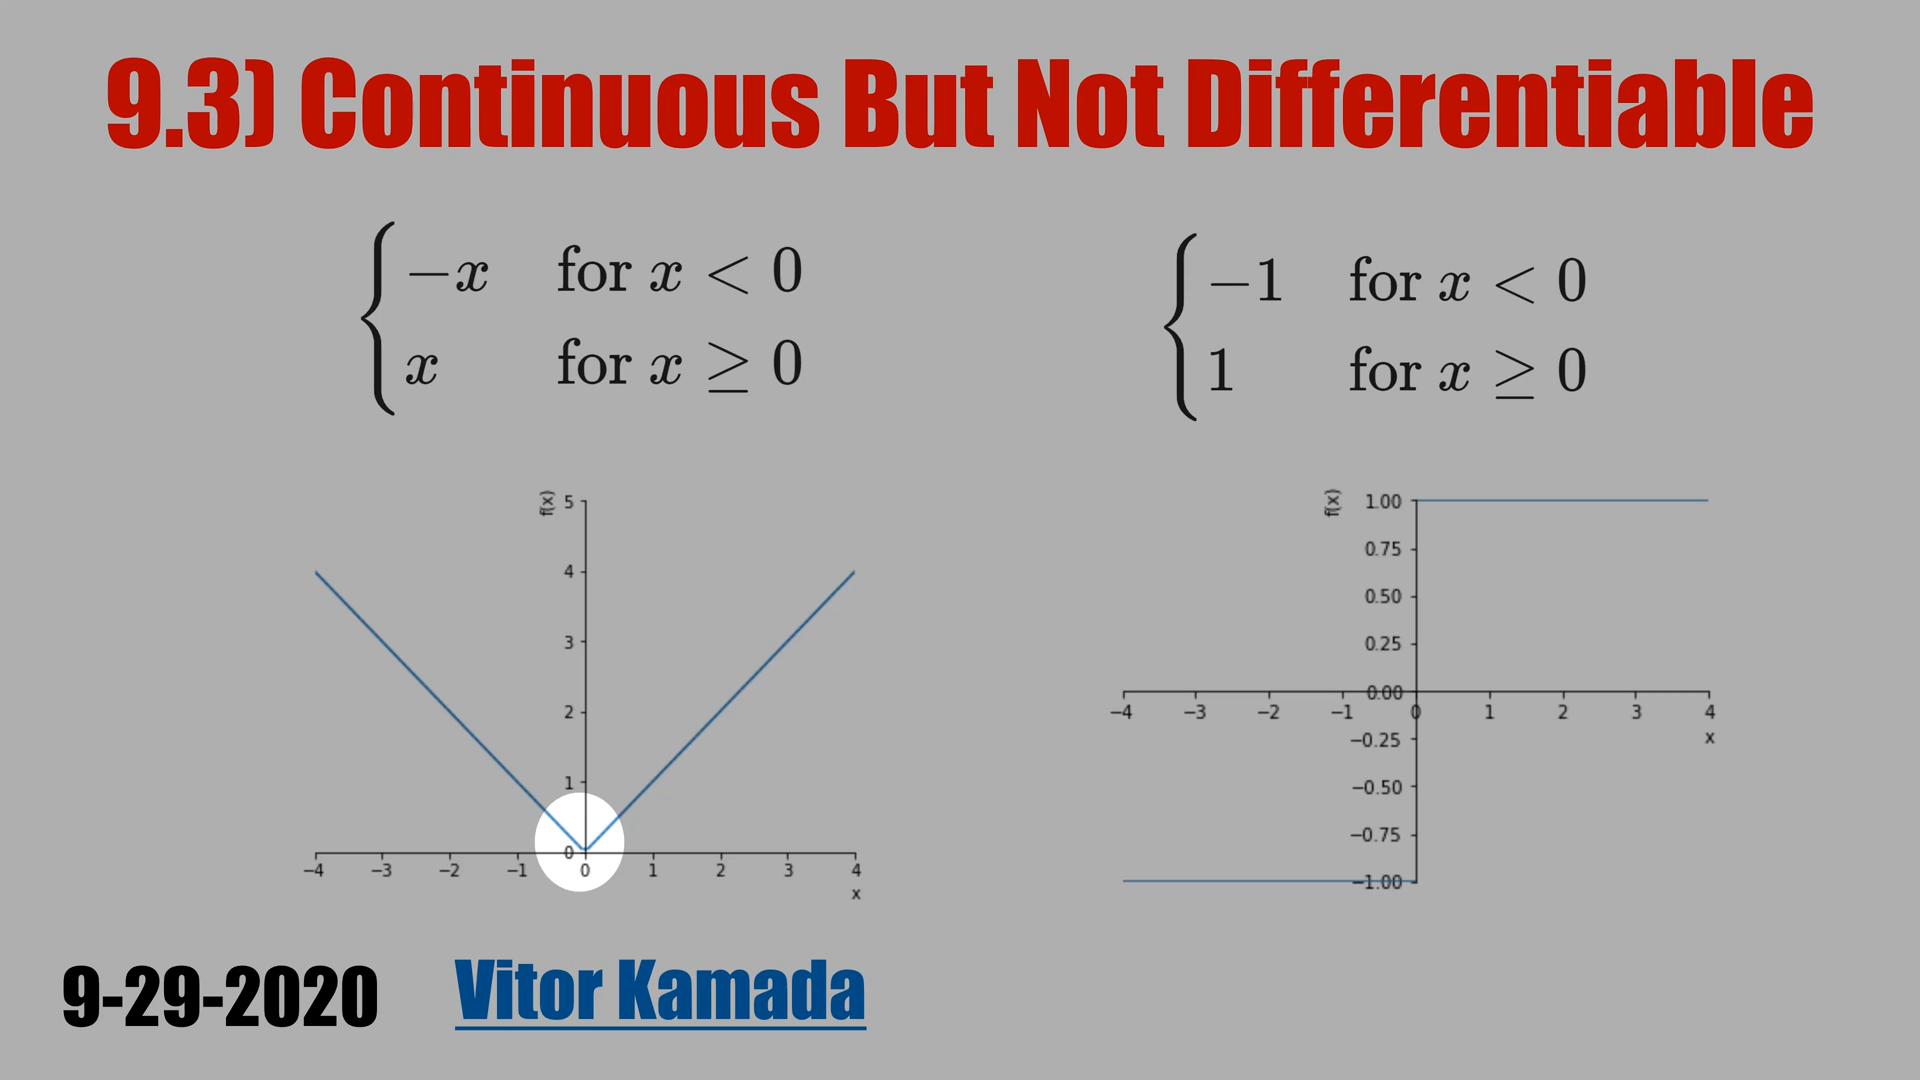 9.3) Continuous But Not Differentiable
−x for x < 0
x for x ≥ 0
−1 for x < 0
1 for x ≥ 0
f(x)
5
4
3
2
1
0
−4 −3 −2 −1 0 1 2 3 4
x
f(x)
1.00
0.75
0.50
0.25
0.00
−4 −3 −2 −1 0 1 2 3 4
x
−0.25
−0.50
−0.75
−1.00
9-29-2020 Vitor Kamada